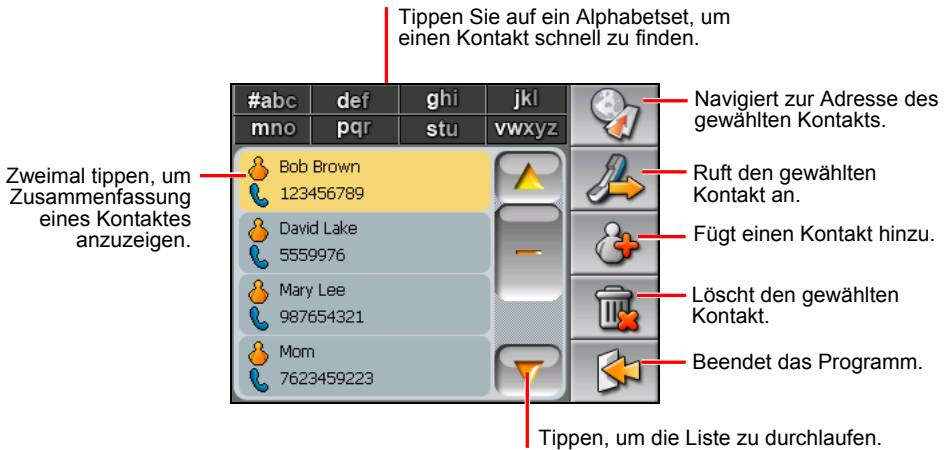 Tippen Sie auf ein Alphabetset, um
einen Kontakt schnell zu finden.
#abc def ghi jkl
mno pqr stu vwxyz
Navigiert zur Adresse des
gewählten Kontakts.
Zweimal tippen, um
Zusammenfassung
eines Kontaktes
anzuzeigen.
Bob Brown
123456789
David Lake
5559976
Mary Lee
987654321
Mom
7623459223
Ruft den gewählten
Kontakt an.
Fügt einen Kontakt hinzu.
Löscht den gewählten
Kontakt.
Beendet das Programm.
Tippen, um die Liste zu durchlaufen.